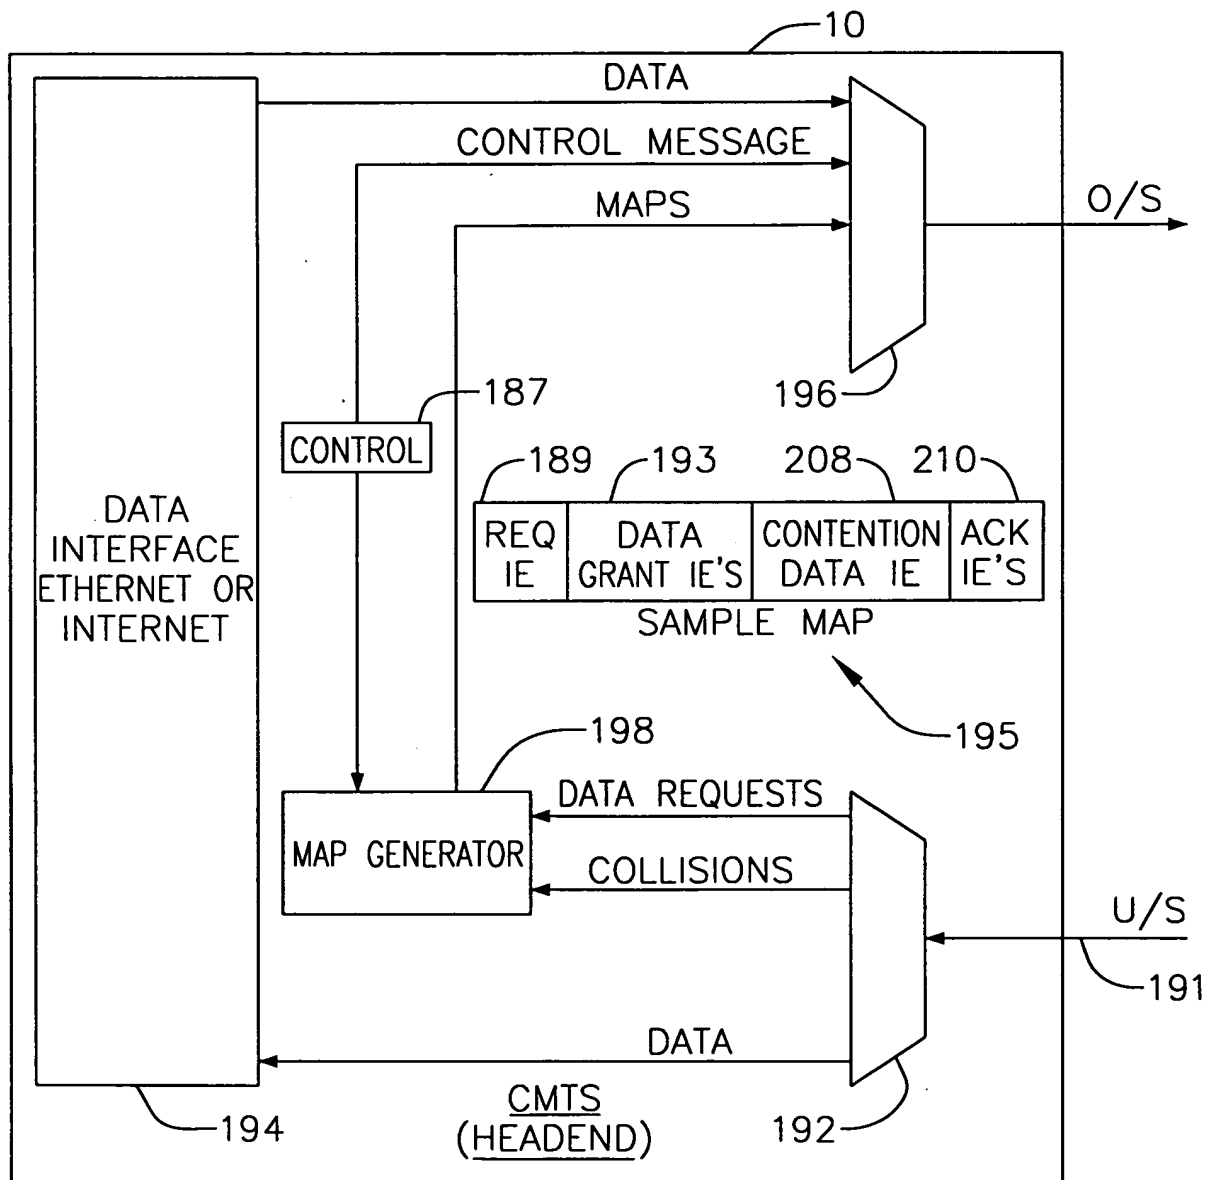 10
DATA
CONTROL MESSAGE
MAPS
O/S
196
187
CONTROL
189
193
208
210
REQ
IE
DATA
GRANT IE'S
CONTENTION
DATA IE
ACK
IE'S
SAMPLE MAP
195
DATA
INTERFACE
ETHERNET OR
INTERNET
198
MAP GENERATOR
DATA REQUESTS
COLLISIONS
U/S
191
DATA
192
194
CMTS
(HEADEND)